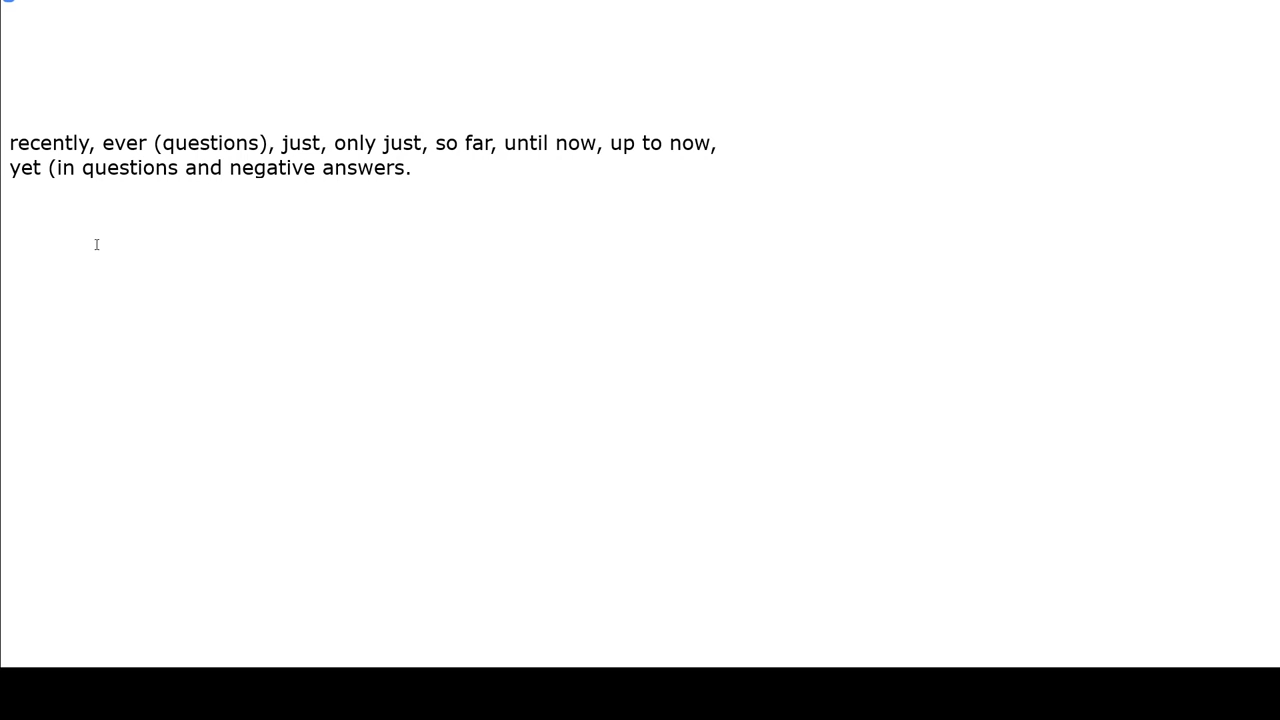 recently, ever (questions), just, only just, so far, until now, up to now,
yet (in questions and negative answers.